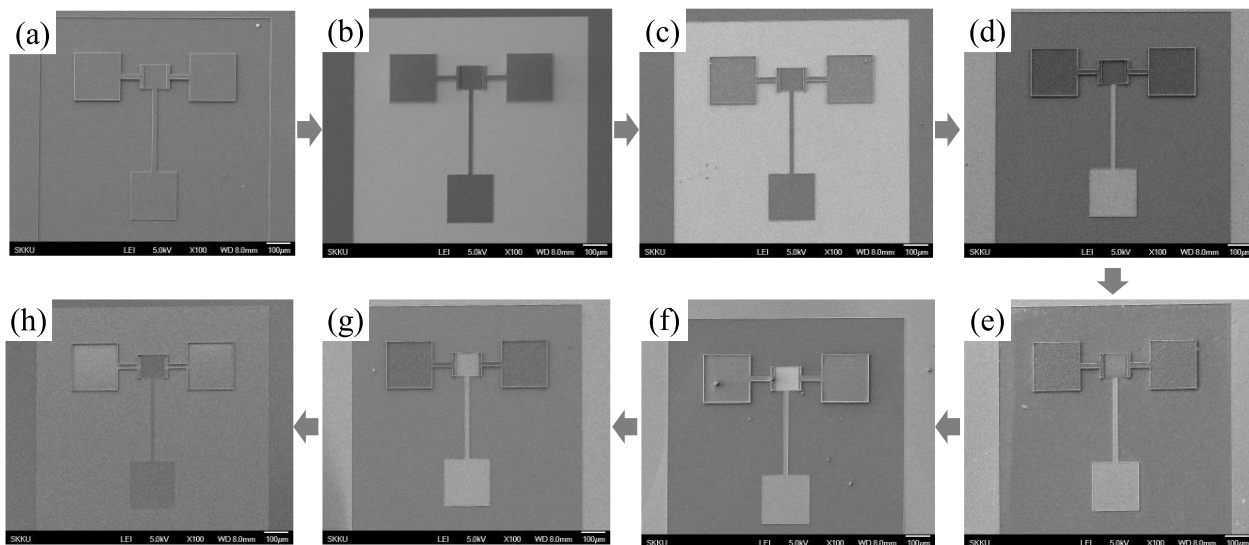 (a)
SKKU LEI 5.0kV X100 WD 8.0mm 100µm
(b)
SKKU LEI 5.0kV X100 WD 8.0mm 100µm
(c)
SKKU LEI 5.0kV X100 WD 8.0mm 100µm
(d)
SKKU LEI 5.0kV X100 WD 8.0mm 100µm
(h)
SKKU LEI 5.0kV X100 WD 8.0mm 100µm
(g)
SKKU LEI 5.0kV X100 WD 8.0mm 100µm
(f)
SKKU LEI 5.0kV X100 WD 8.0mm 100µm
(e)
SKKU LEI 5.0kV X100 WD 8.0mm 100µm